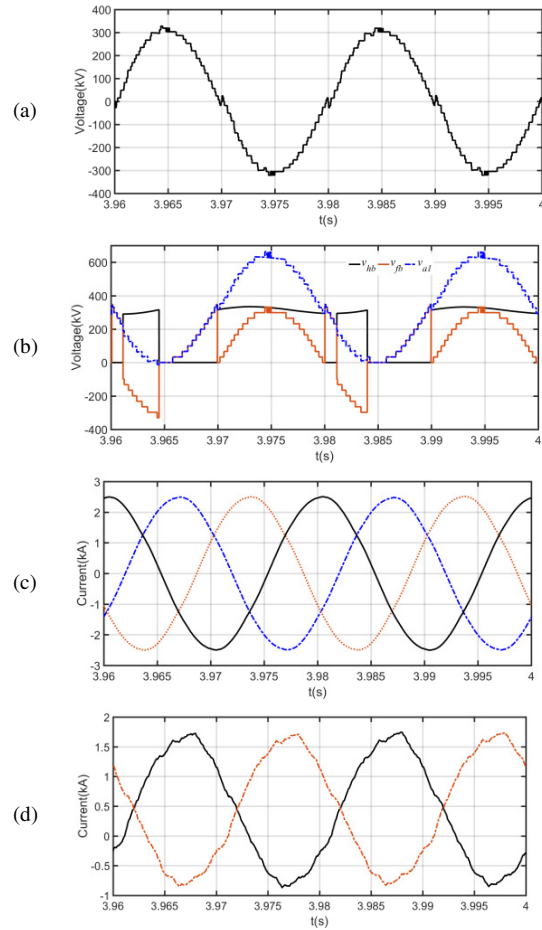 (a)
Voltage(kV)
400
300
200
100
0
-100
-200
-300
-400
3.96 3.965 3.97 3.975 3.98 3.985 3.99 3.995 4
t(s)
(b)
Voltage(kV)
600
400
200
0
-200
-400
v_hb v_fb v_a1
3.96 3.965 3.97 3.975 3.98 3.985 3.99 3.995 4
t(s)
(c)
Current(kA)
3
2
1
0
-1
-2
-3
3.96 3.965 3.97 3.975 3.98 3.985 3.99 3.995 4
t(s)
(d)
Current(kA)
2
1.5
1
0.5
0
-0.5
-1
3.96 3.965 3.97 3.975 3.98 3.985 3.99 3.995 4
t(s)